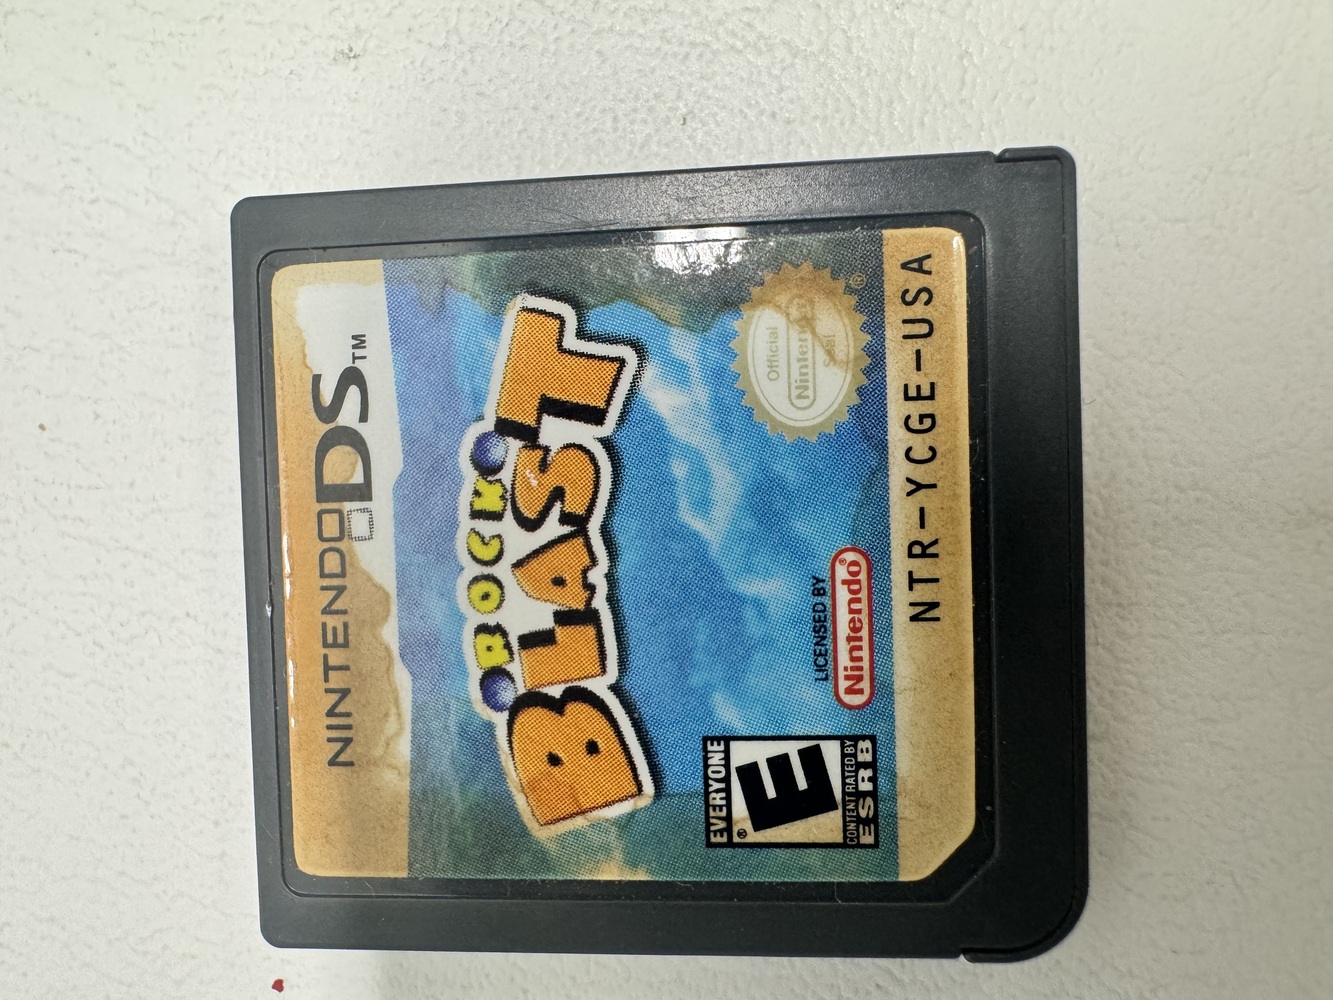 NINTENDO DS™
ROCK
BLAST
EVERYONE
E
®
CONTENT RATED BY
ESRB
LICENSED BY
Nintendo®
Official
Nintendo
Seal
®
NTR-YCGE-USA